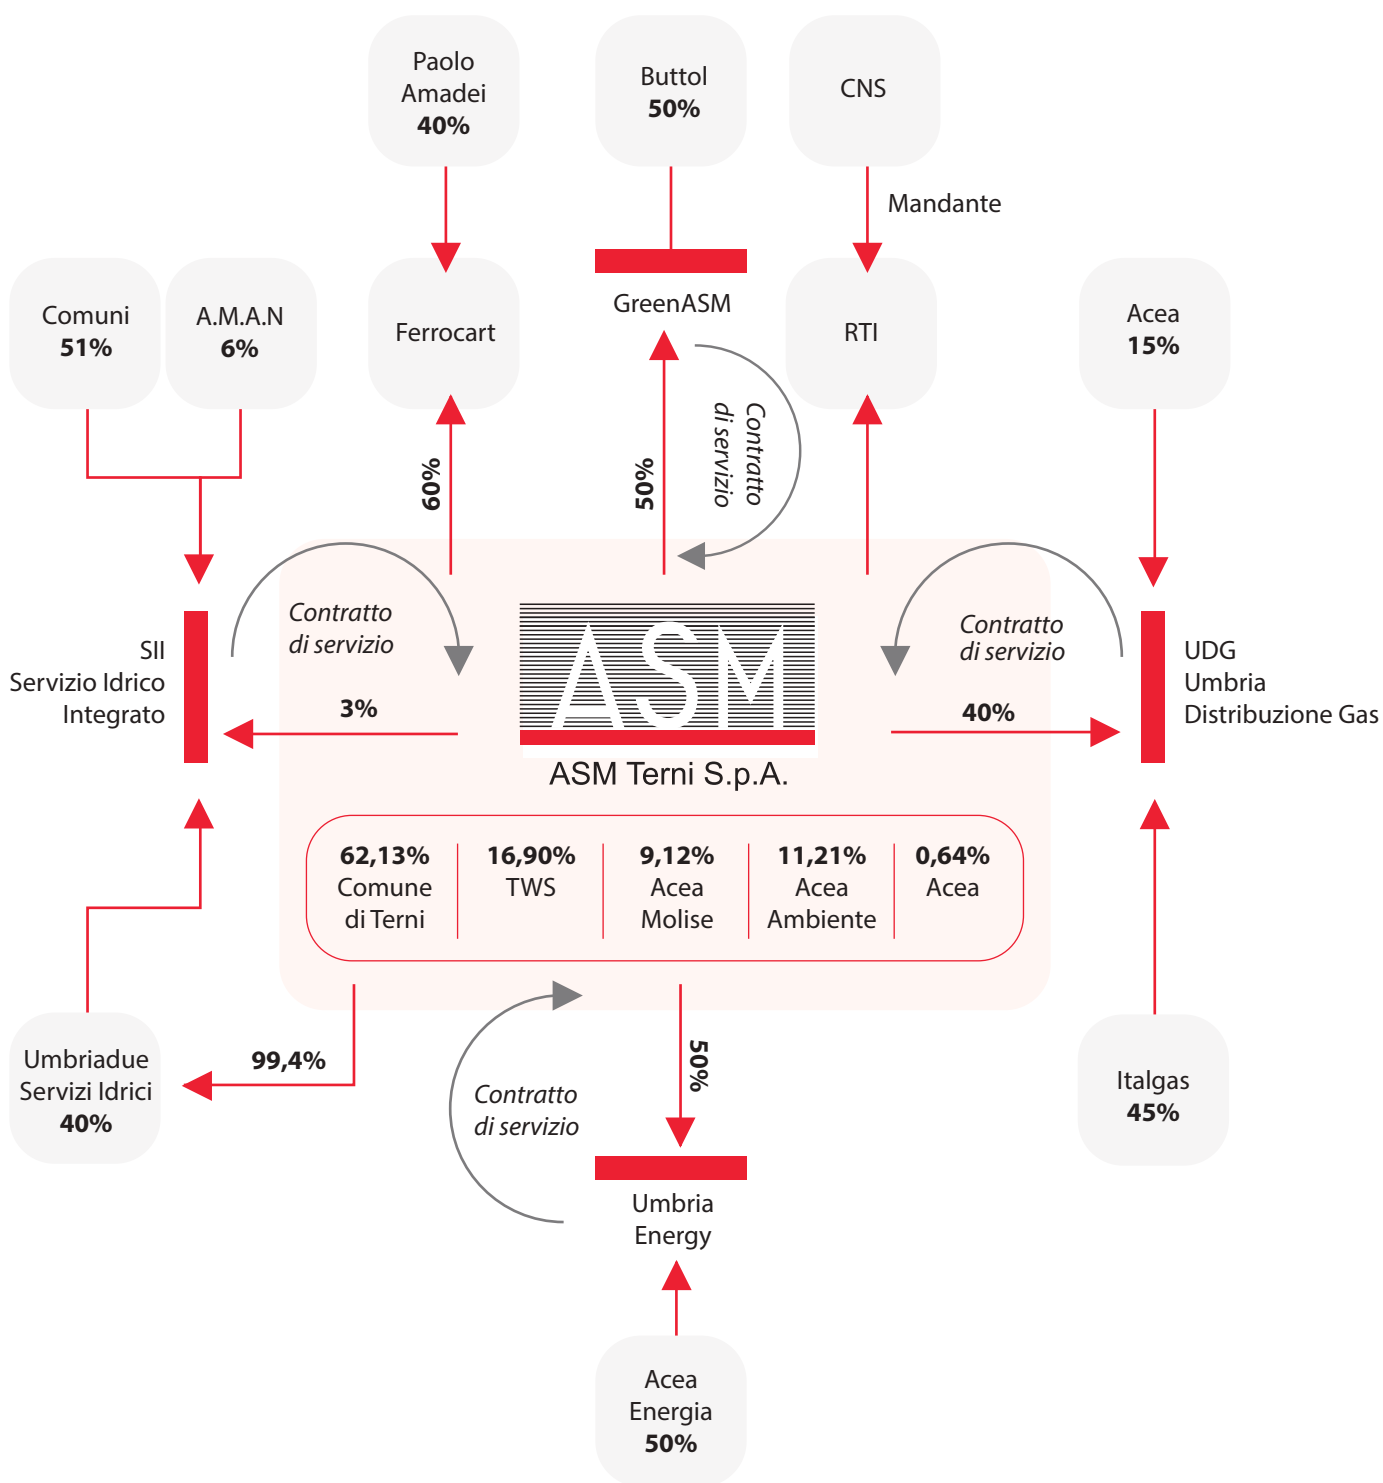 Paolo
Amadei
40%
Buttol
50%
CNS
Mandante
Comuni
51%
A.M.A.N
6%
Ferrocart
GreenASM
RTI
Acea
15%
60%
50%
Contratto
di servizio
Contratto
di servizio
Contratto
di servizio
SII
Servizio Idrico
Integrato
3%
ASM
ASM Terni S.p.A.
40%
UDG
Umbria
Distribuzione Gas
62,13%
Comune
di Terni
16,90%
TWS
9,12%
Acea
Molise
11,21%
Acea
Ambiente
0,64%
Acea
Umbriadue
Servizi Idrici
40%
99,4%
50%
Contratto
di servizio
Italgas
45%
Umbria
Energy
Acea
Energia
50%